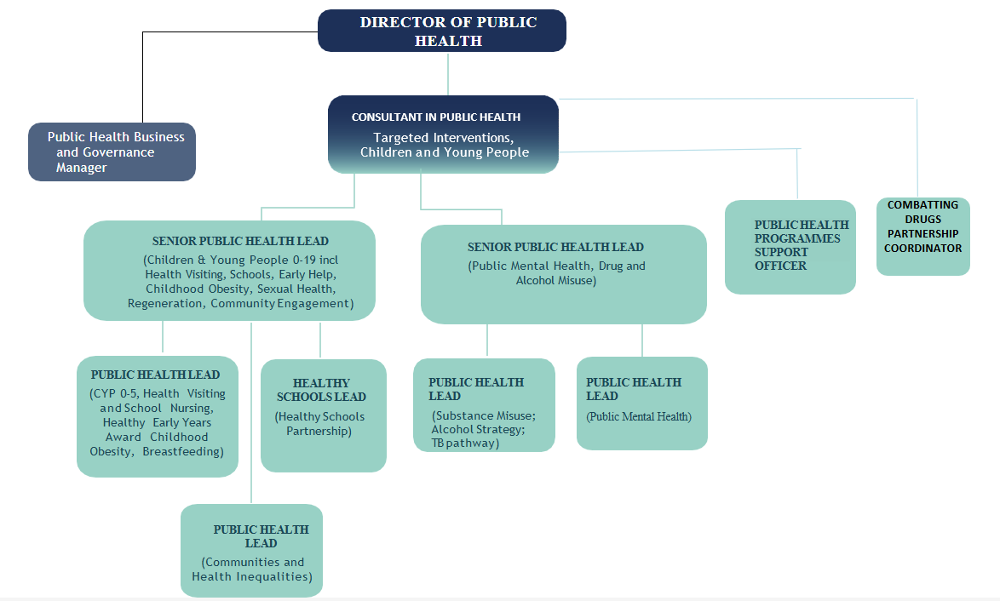 DIRECTOR OF PUBLIC
HEALTH
CONSULTANT IN PUBLIC HEALTH
Targeted Interventions,
Children and Young People
Public Health Business
and Governance
Manager
COMBATTING
DRUGS
PARTNERSHIP
COORDINATOR
PUBLIC HEALTH
PROGRAMMES
SUPPORT
OFFICER
SENIOR PUBLIC HEALTH LEAD
(Children & Young People 0-19 incl
Health Visiting, Schools, Early Help,
Childhood Obesity, Sexual Health,
Regeneration, Community Engagement)
SENIOR PUBLIC HEALTH LEAD
(Public Mental Health, Drug and
Alcohol Misuse)
PUBLIC HEALTH LEAD
(CYP 0-5, Health Visiting
and School Nursing,
Healthy Early Years
Award Childhood
Obesity, Breastfeeding)
HEALTHY
SCHOOLS LEAD
(Healthy Schools
Partnership)
PUBLIC HEALTH
LEAD
(Substance Misuse;
Alcohol Strategy;
TB pathway)
PUBLIC HEALTH
LEAD
(Public Mental Health)
PUBLIC HEALTH
LEAD
(Communities and
Health Inequalities)